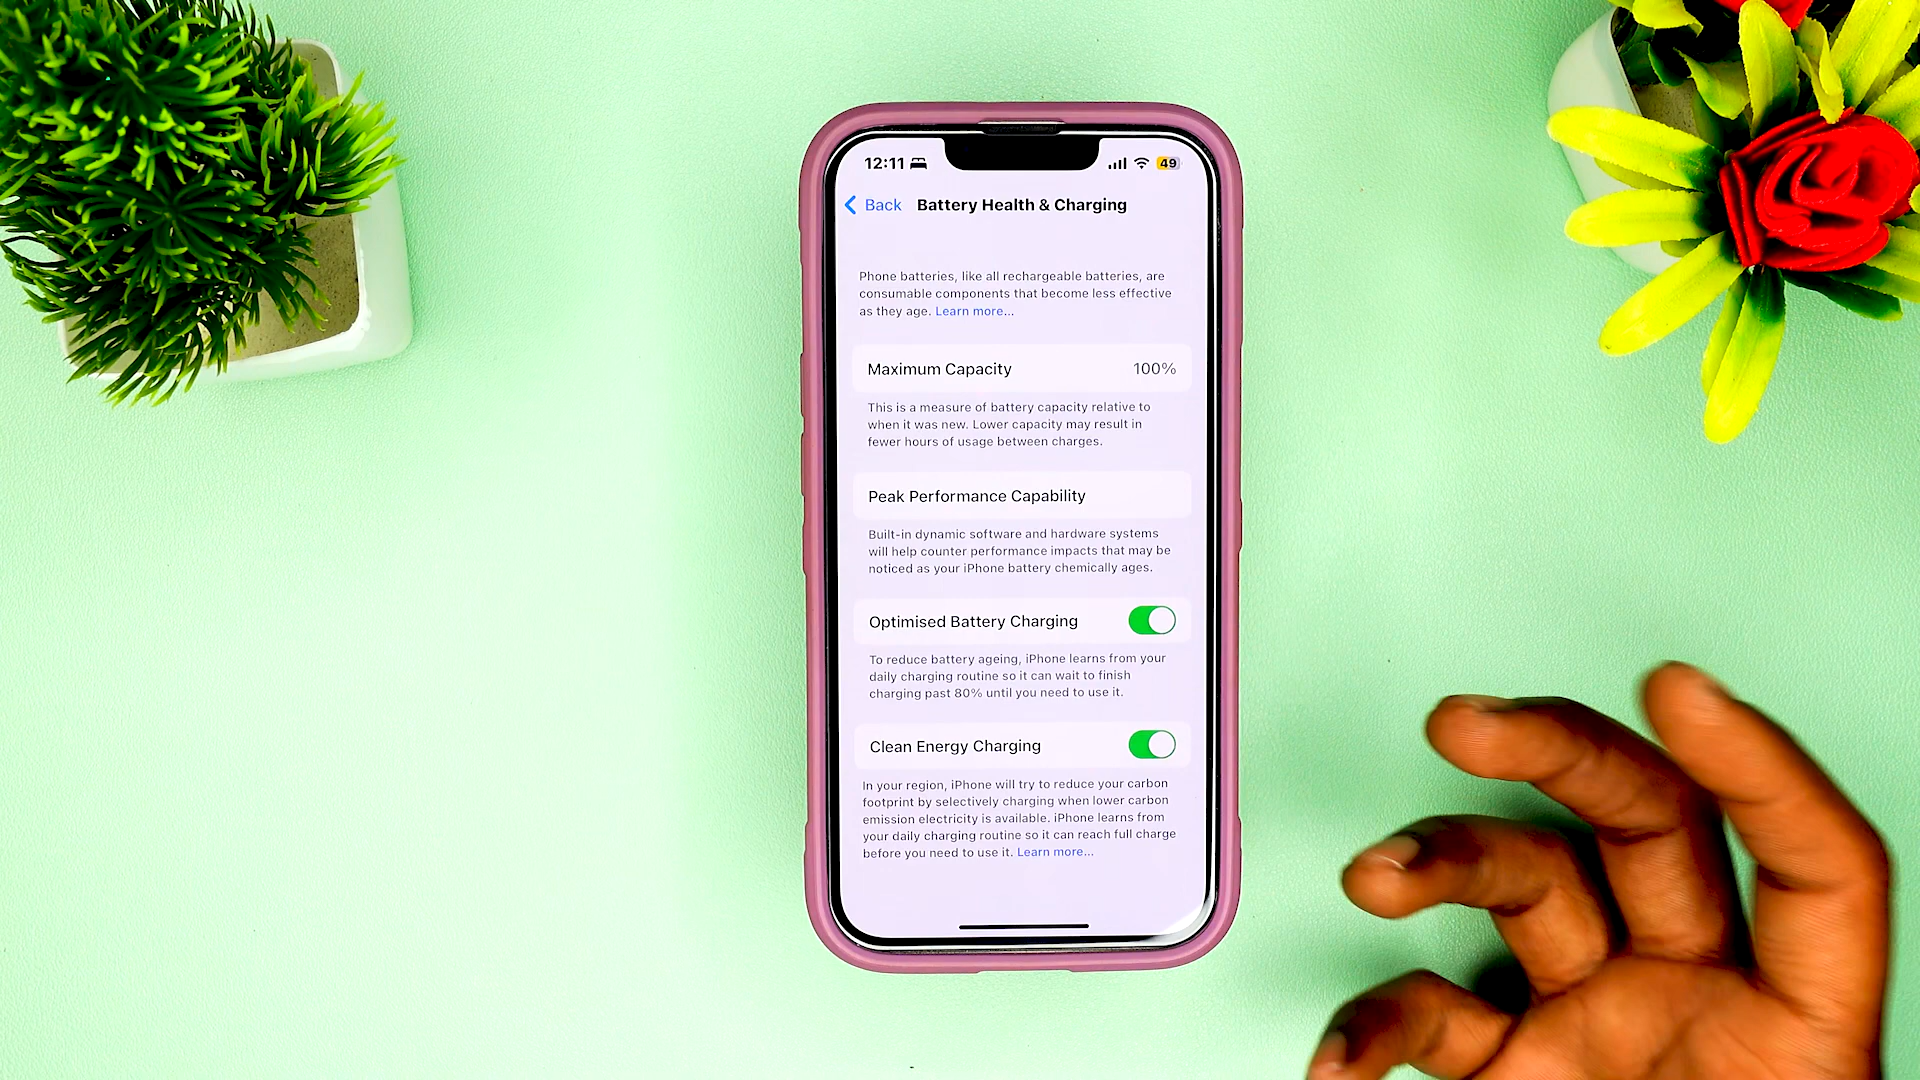 12:11
49
Back
Battery Health & Charging
Phone batteries, like all rechargeable batteries, are
consumable components that become less effective
as they age. Learn more...
Maximum Capacity 100%
This is a measure of battery capacity relative to
when it was new. Lower capacity may result in
fewer hours of usage between charges.
Peak Performance Capability
Built-in dynamic software and hardware systems
will help counter performance impacts that may be
noticed as your iPhone battery chemically ages.
Optimised Battery Charging
To reduce battery ageing, iPhone learns from your
daily charging routine so it can wait to finish
charging past 80% until you need to use it.
Clean Energy Charging
In your region, iPhone will try to reduce your carbon
footprint by selectively charging when lower carbon
emission electricity is available. iPhone learns from
your daily charging routine so it can reach full charge
before you need to use it. Learn more...